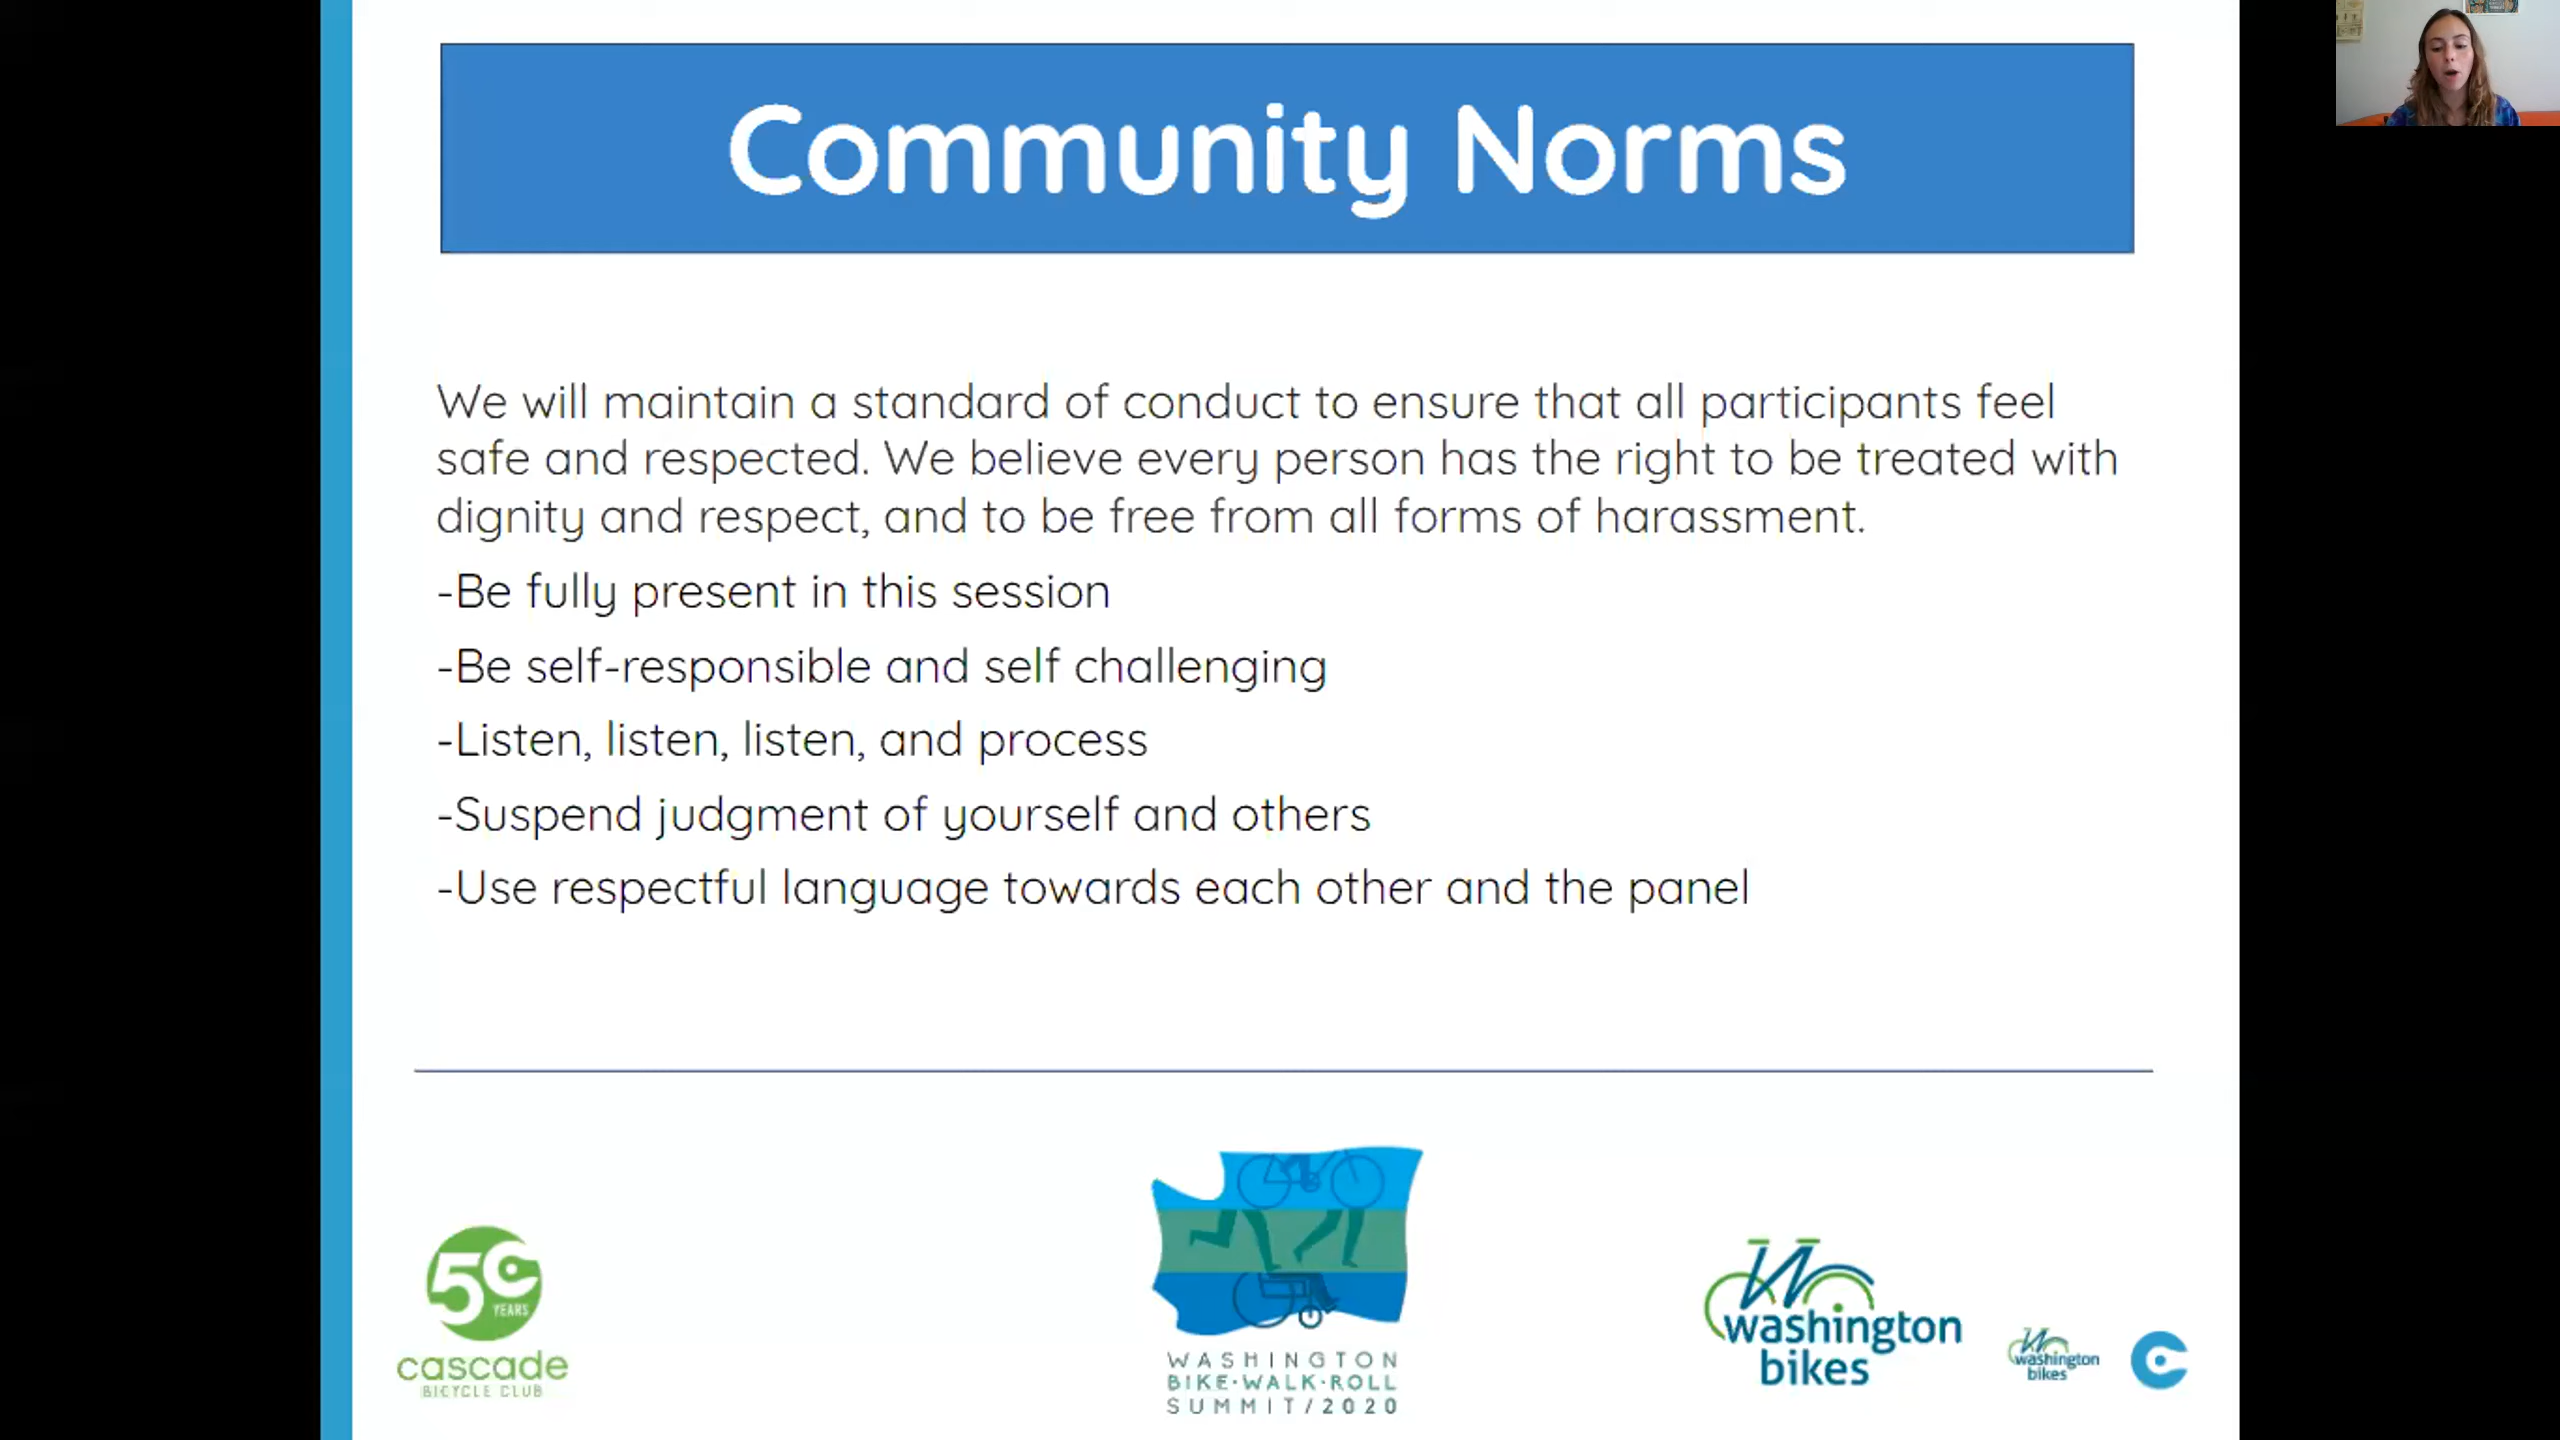 Community Norms
We will maintain a standard of conduct to ensure that all participants feel
safe and respected. We believe every person has the right to be treated with
dignity and respect, and to be free from all forms of harassment.
-Be fully present in this session
-Be self-responsible and self challenging
-Listen, listen, listen, and process
-Suspend judgment of yourself and others
-Use respectful language towards each other and the panel
50
YEARS
cascade
BICYCLE CLUB
WASHINGTON
BIKE·WALK·ROLL
SUMMIT/2020
washington
bikes
washington
bikes